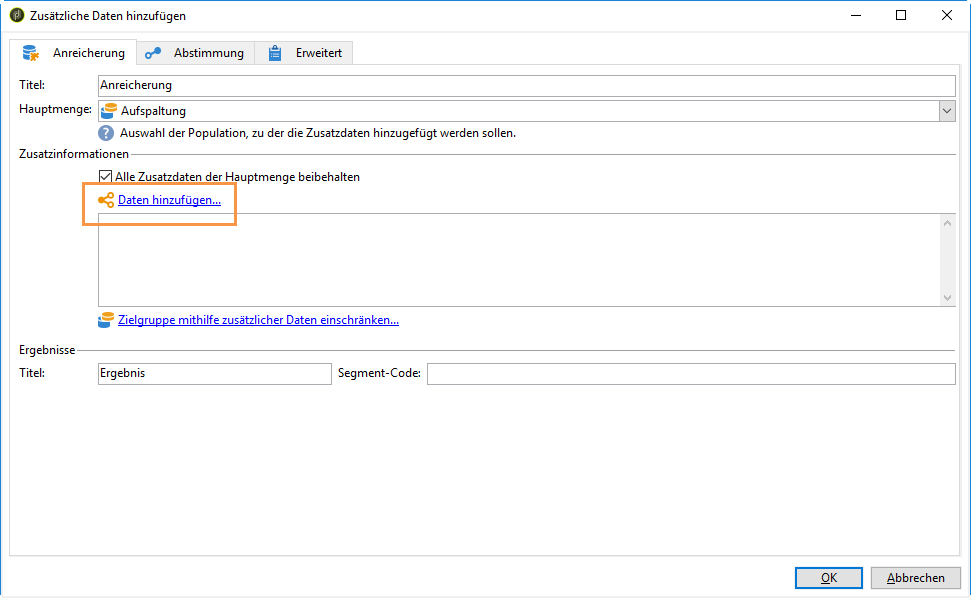 Zusätzliche Daten hinzufügen
Anreicherung Abstimmung Erweitert
Titel: Anreicherung
Hauptmenge: Aufspaltung
? Auswahl der Population, zu der die Zusatzdaten hinzugefügt werden sollen.
Zusatzinformationen
Alle Zusatzdaten der Hauptmenge beibehalten
Daten hinzufügen...
Zielgruppe mithilfe zusätzlicher Daten einschränken...
Ergebnisse
Titel: Ergebnis Segment-Code:
OK Abbrechen